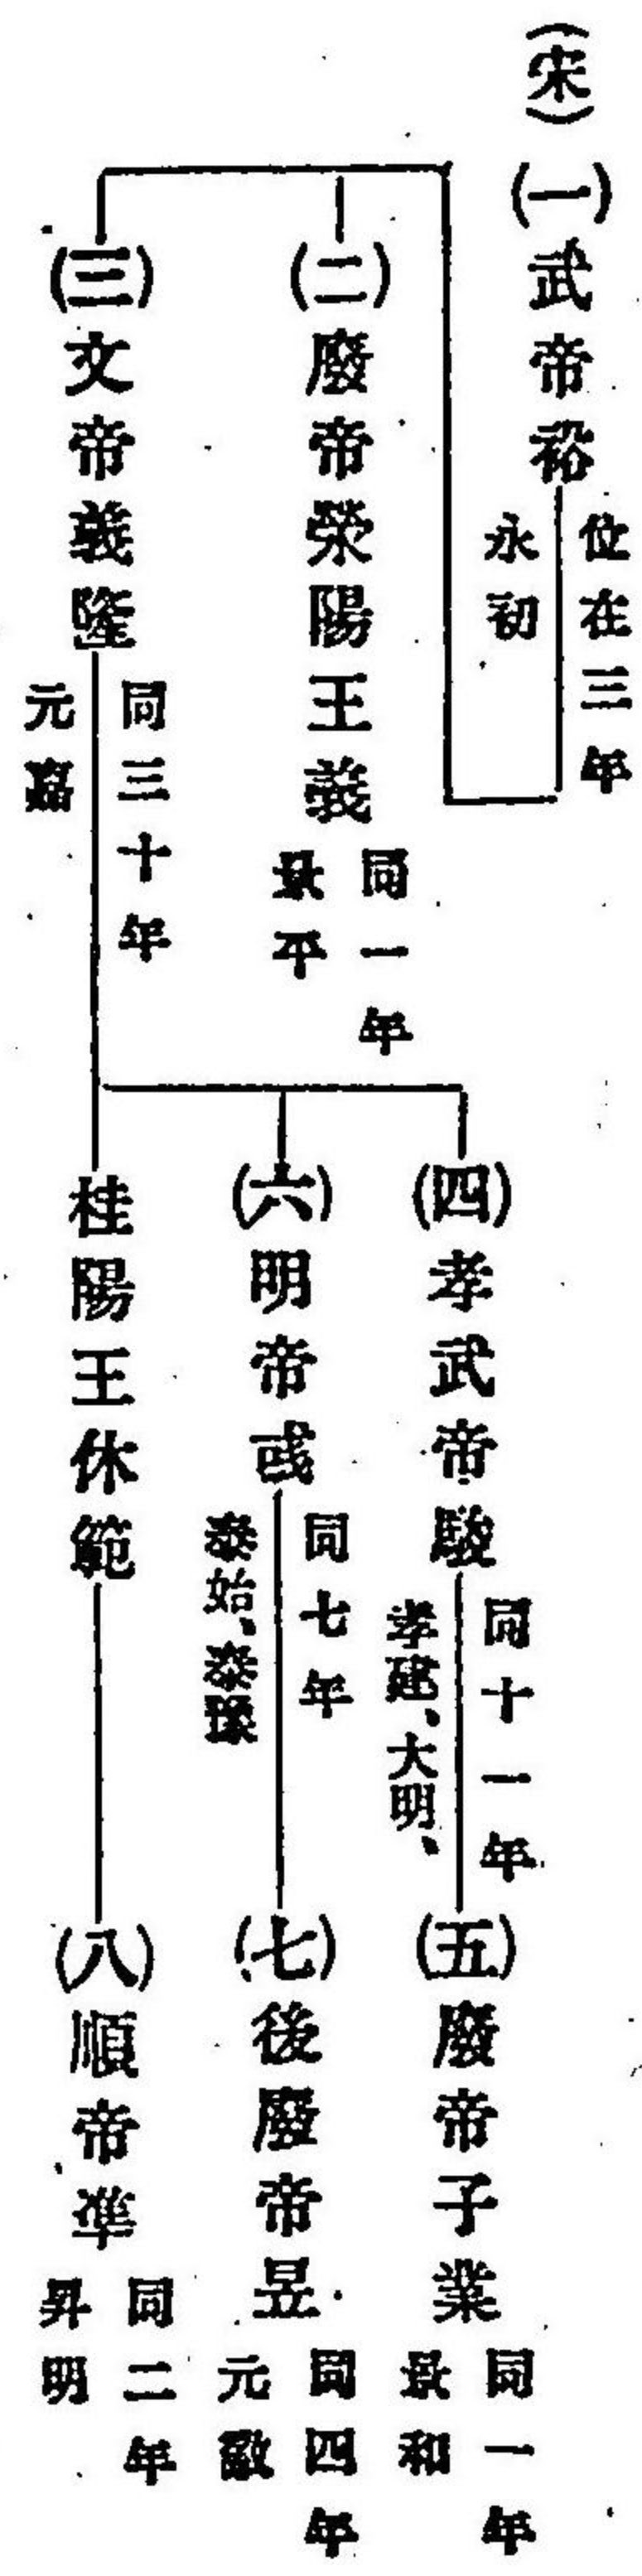 (宋)
(一)武帝裕
位在三年
永初
(二)廢帝榮陽王義
同一年
景平
(三)文帝義隆
同三十年
元嘉
(四)孝武帝駿
同十一年
孝建、大明、
(五)廢帝子業
同一年
景和
(六)明帝彧
同七年
泰始、泰豫
(七)後廢帝昱
同四年
元徽
桂陽王休範
(八)順帝準
同二年
昇明